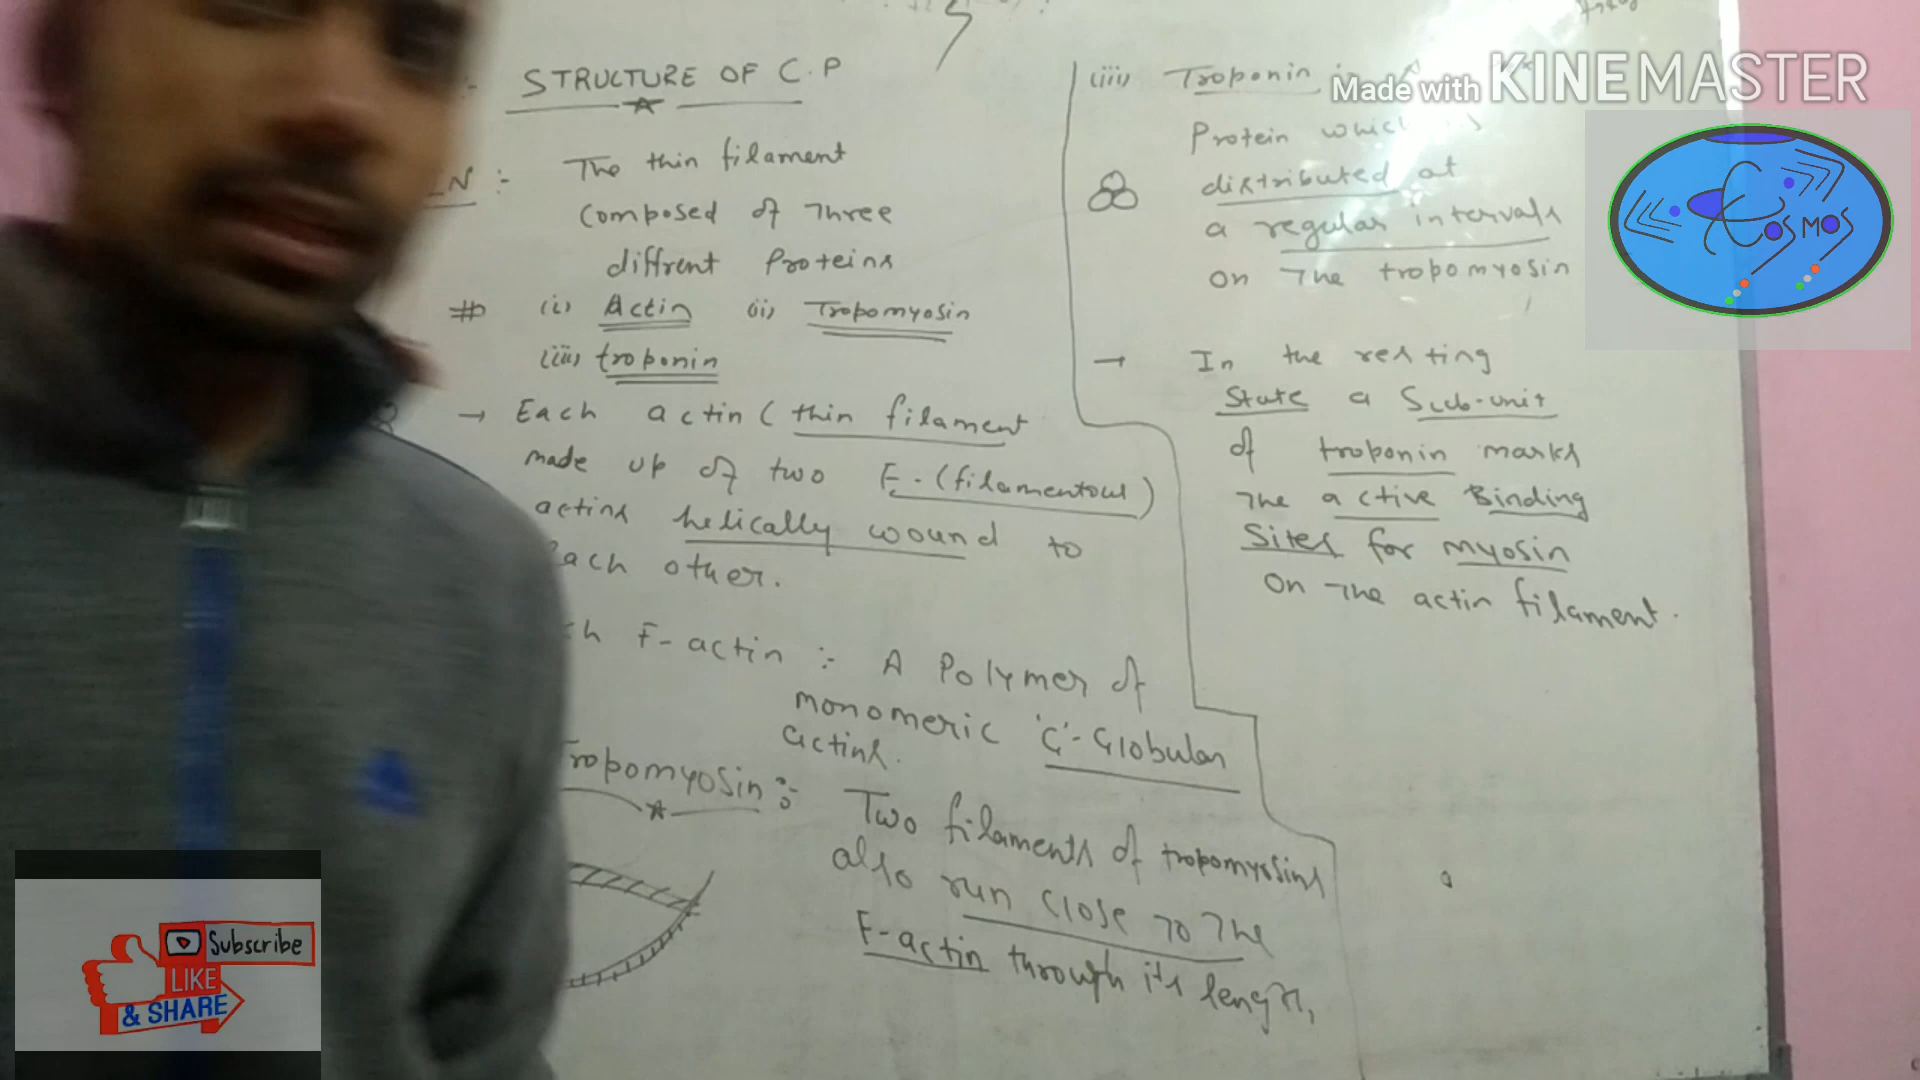 STRUCTURE OF C.P
N :- The thin filament
composed of three
diffrent Proteins
# (i) Actin (ii) Tropomyosin
(iii) troponin
→ Each actin (thin filament
made up of two F-(filamentous)
actins helically wound to
each other.
F-actin :- A Polymer of
monomeric 'G'-Globular
actins.
Tropomyosin :- Two filaments of tropomyosins
also run close to the
F-actin through its length,
(iii) Troponin
Protein which is
distributed at
a regular intervals
on the tropomyosin
→ In the resting
State a Sub-unit
of troponin masks
the active Binding
Sites for myosin
on the actin filament.
Made with KINEMASTER
COSMOS
Subscribe
LIKE
& SHARE